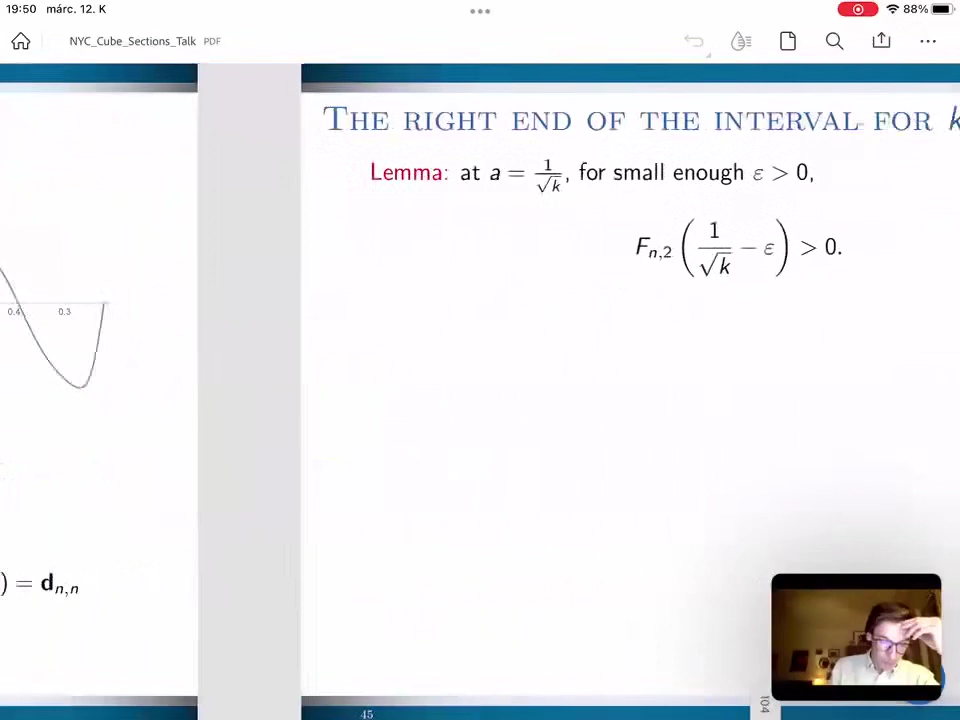 19:50 márc. 12. K
88%
NYC_Cube_Sections_Talk PDF
0.4 0.3
) = d_{n,n}
THE RIGHT END OF THE INTERVAL FOR k
Lemma: at a = 1/√k, for small enough ε > 0,
F_{n,2} (1/√k − ε) > 0.
45
104